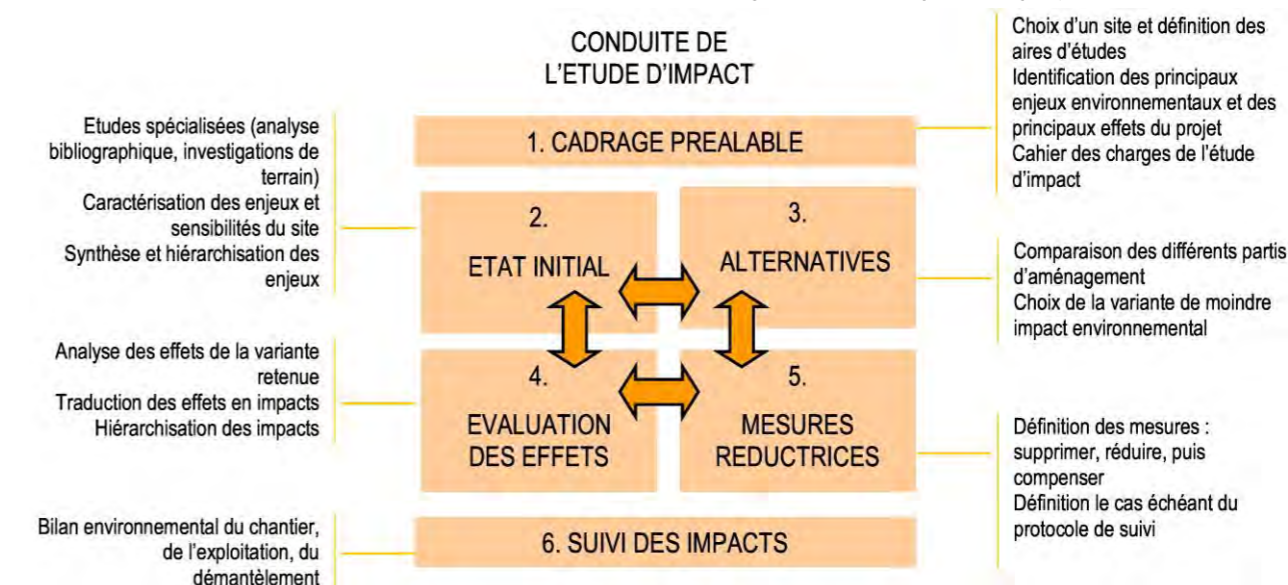 CONDUITE DE
L'ETUDE D'IMPACT
Choix d'un site et définition des
aires d'études
Identification des principaux
enjeux environnementaux et des
principaux effets du projet
Cahier des charges de l'étude
d'impact
1. CADRAGE PREALABLE
Etudes spécialisées (analyse
bibliographique, investigations de
terrain)
Caractérisation des enjeux et
sensibilités du site
Synthèse et hiérarchisation des
enjeux
2.
ETAT INITIAL
3.
ALTERNATIVES
Comparaison des différents partis
d'aménagement
Choix de la variante de moindre
impact environnemental
Analyse des effets de la variante
retenue
Traduction des effets en impacts
Hiérarchisation des impacts
4.
EVALUATION
DES EFFETS
5.
MESURES
REDUCTRICES
Définition des mesures :
supprimer, réduire, puis
compenser
Définition le cas échéant du
protocole de suivi
Bilan environnemental du chantier,
de l'exploitation, du
démantèlement
6. SUIVI DES IMPACTS